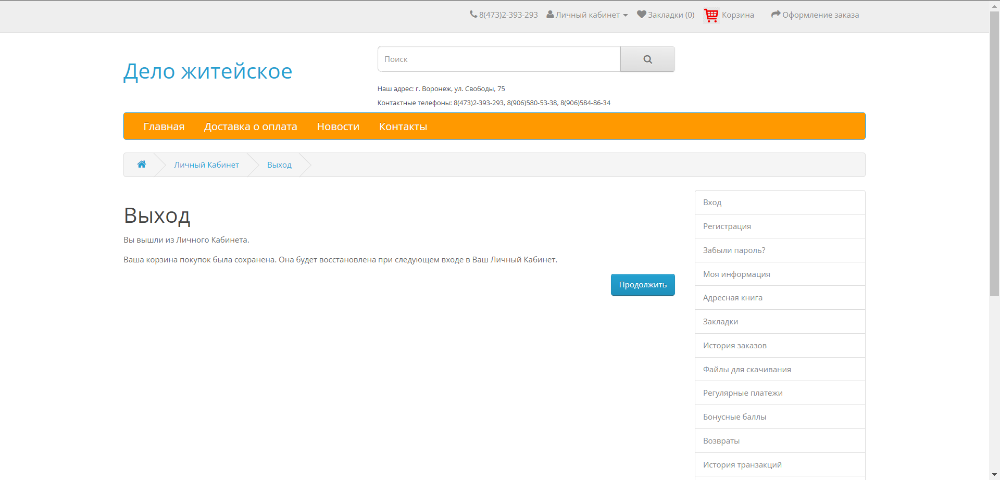 8(473)2-393-293 Личный кабинет Закладки (0) Корзина Оформление заказа
Дело житейское
Поиск
Наш адрес: г. Воронеж, ул. Свободы, 75
Контактные телефоны: 8(473)2-393-293, 8(906)580-53-38, 8(906)584-86-34
Главная Доставка о оплата Новости Контакты
Личный Кабинет Выход
Выход
Вы вышли из Личного Кабинета.
Ваша корзина покупок была сохранена. Она будет восстановлена при следующем входе в Ваш Личный Кабинет.
Продолжить
Вход
Регистрация
Забыли пароль?
Моя информация
Адресная книга
Закладки
История заказов
Файлы для скачивания
Регулярные платежи
Бонусные баллы
Возвраты
История транзакций